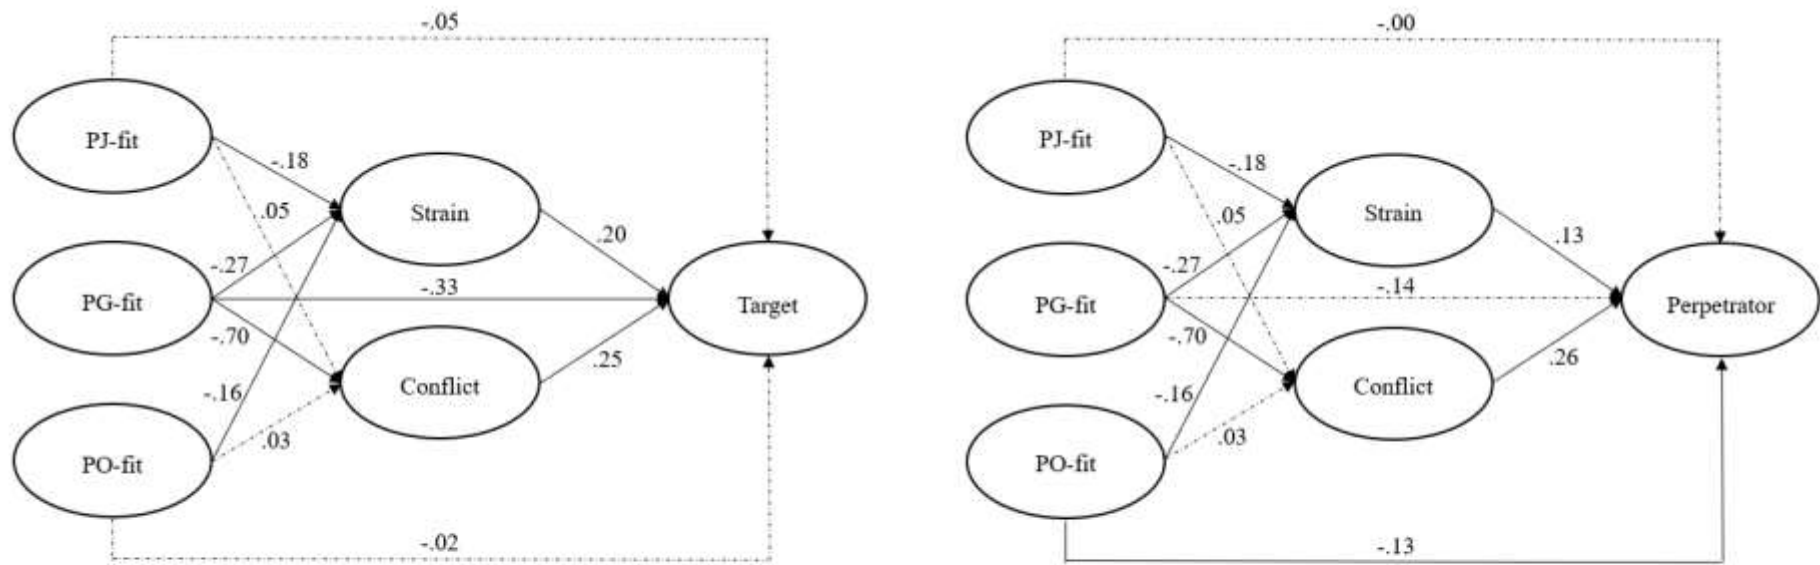 -.05
PJ-fit
-.18
.05
Strain
.20
-.27
PG-fit
-.33
Target
-.70
.25
Conflict
-.16
.03
PO-fit
-.02
-.00
PJ-fit
-.18
.05
Strain
.13
-.27
PG-fit
-.14
Perpetrator
-.70
.26
Conflict
-.16
.03
PO-fit
-.13